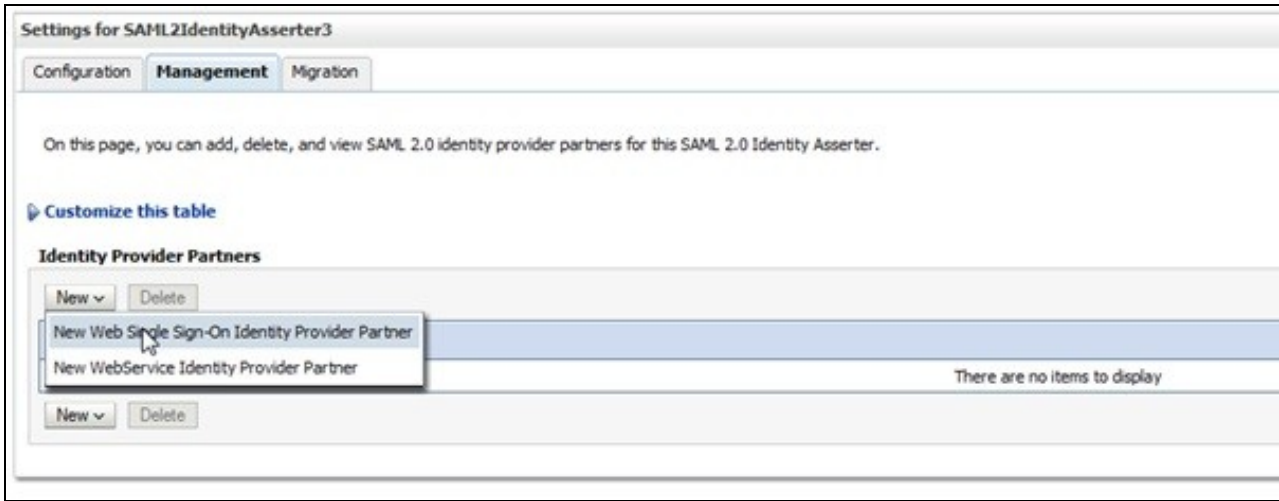 Settings for SAML2IdentityAsserter3
Configuration Management Migration
On this page, you can add, delete, and view SAML 2.0 identity provider partners for this SAML 2.0 Identity Asserter.
Customize this table
Identity Provider Partners
New Delete
New Web Single Sign-On Identity Provider Partner
New WebService Identity Provider Partner
There are no items to display
New Delete